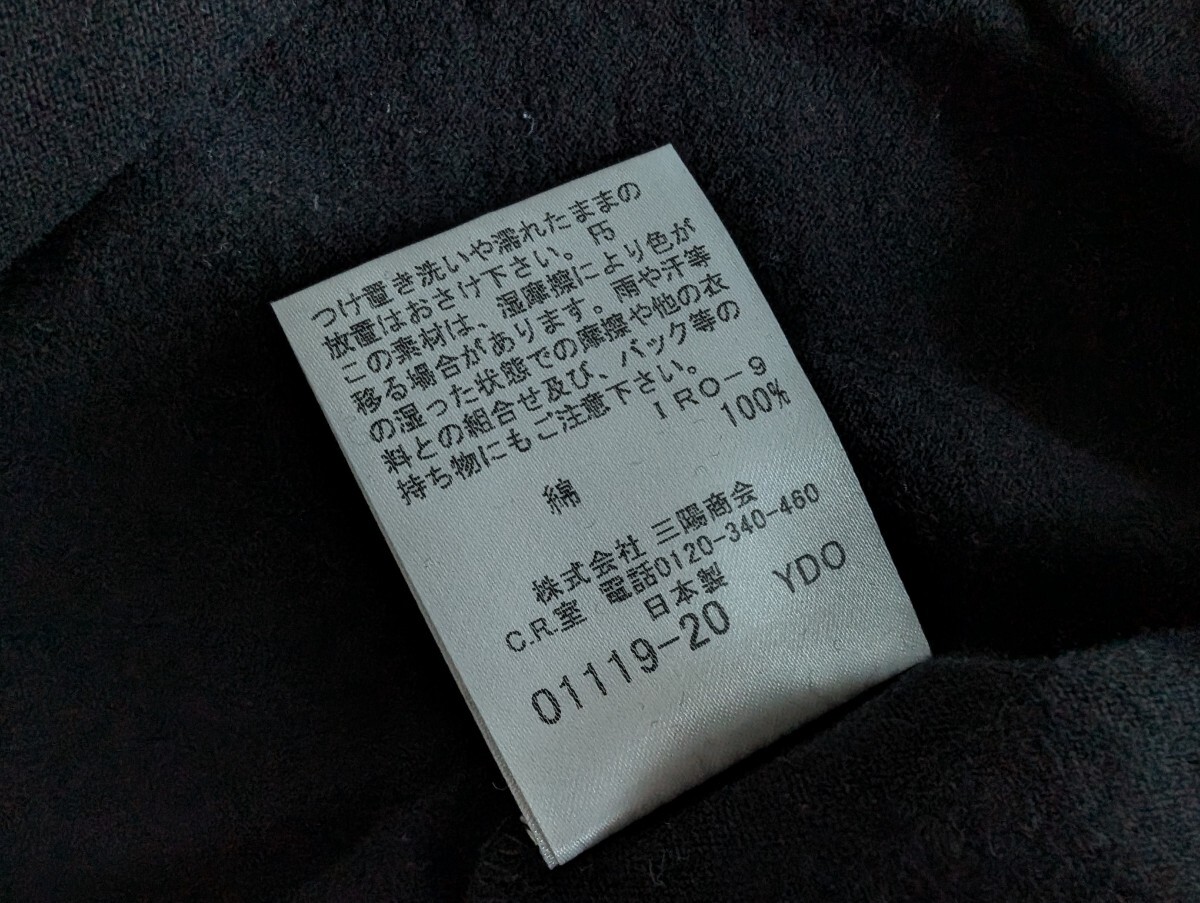 つけ置き洗いや濡れたままの
放置はおさけ下さい。 F5
この素材は、湿摩擦により色が
移る場合があります。雨や汗等
の湿った状態での摩擦や他の衣
料との組合せ及び、バック等の
持ち物にもご注意下さい。
IRO-9
綿 100%
株式会社 三陽商会
C.R.室 電話0120-340-460
日本製
01119-20 YDO